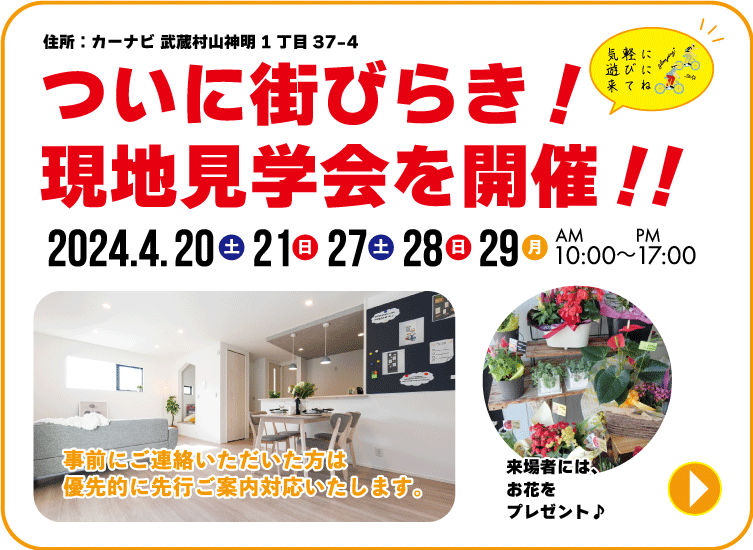 住所：カーナビ 武蔵村山神明1丁目37-4
気軽に
遊びに
来てね
ついに街びらき！
現地見学会を開催！！
2024.4.20土 21日 27土 28日 29月 AM10:00～PM17:00
事前にご連絡いただいた方は
優先的に先行ご案内対応いたします。
来場者には、
お花を
プレゼント♪